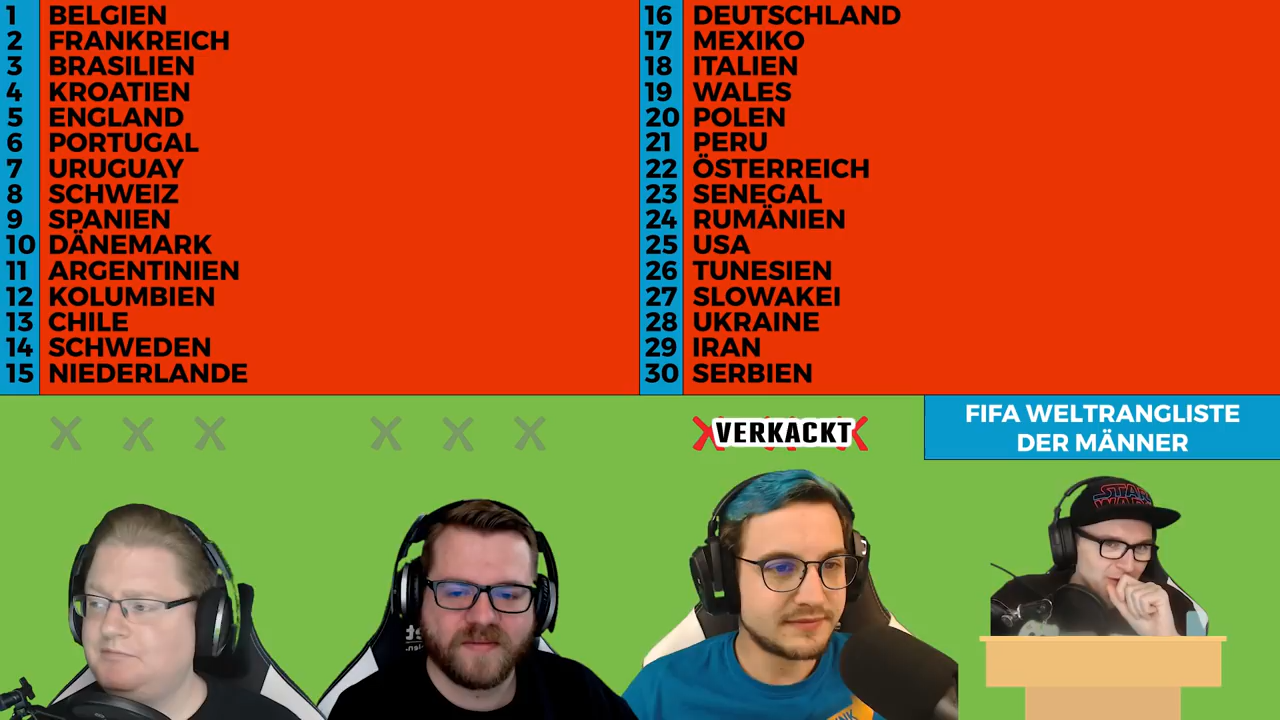 1 BELGIEN
2 FRANKREICH
3 BRASILIEN
4 KROATIEN
5 ENGLAND
6 PORTUGAL
7 URUGUAY
8 SCHWEIZ
9 SPANIEN
10 DÄNEMARK
11 ARGENTINIEN
12 KOLUMBIEN
13 CHILE
14 SCHWEDEN
15 NIEDERLANDE
16 DEUTSCHLAND
17 MEXIKO
18 ITALIEN
19 WALES
20 POLEN
21 PERU
22 ÖSTERREICH
23 SENEGAL
24 RUMÄNIEN
25 USA
26 TUNESIEN
27 SLOWAKEI
28 UKRAINE
29 IRAN
30 SERBIEN
VERKACKT
FIFA WELTRANGLISTE
DER MÄNNER
STAR
WARS